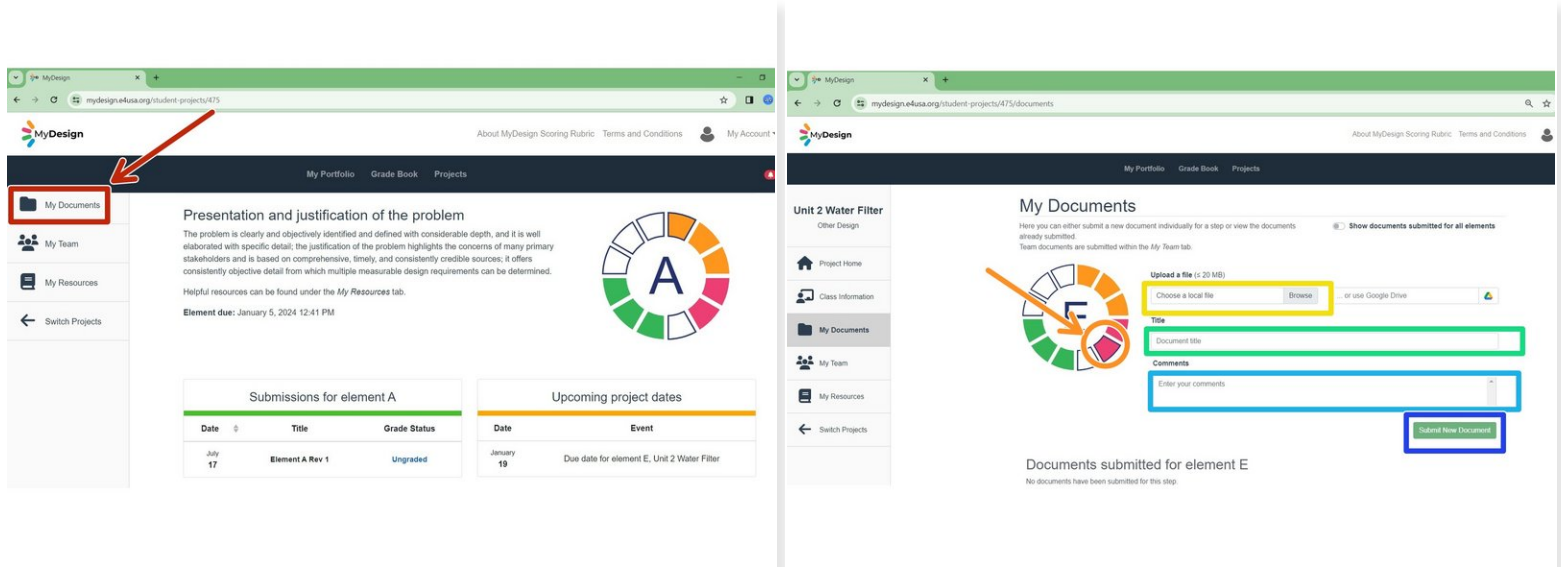 MyDesign
mydesign.e4usa.org/student-projects/475
MyDesign
About MyDesign Scoring Rubric Terms and Conditions My Account
My Portfolio Grade Book Projects
My Documents
My Team
My Resources
Switch Projects
Presentation and justification of the problem
The problem is clearly and objectively identified and defined with considerable depth, and it is well
elaborated with specific detail; the justification of the problem highlights the concerns of many primary
stakeholders and is based on comprehensive, timely, and consistently credible sources; it offers
consistently objective detail from which multiple measurable design requirements can be determined.
Helpful resources can be found under the My Resources tab.
Element due: January 5, 2024 12:41 PM
A
Submissions for element A
Date Title Grade Status
July
17 Element A Rev 1 Ungraded
Upcoming project dates
Date Event
January
19 Due date for element E, Unit 2 Water Filter
MyDesign
mydesign.e4usa.org/student-projects/475/documents
MyDesign
About MyDesign Scoring Rubric Terms and Conditions
My Portfolio Grade Book Projects
Unit 2 Water Filter
Other Design
Project Home
Class Information
My Documents
My Team
My Resources
Switch Projects
My Documents
Here you can either submit a new document individually for a step or view the documents
already submitted.
Team documents are submitted within the My Team tab.
Show documents submitted for all elements
E
Upload a file (≤ 20 MB)
Choose a local file Browse ... or use Google Drive
Title
Document title
Comments
Enter your comments
Submit New Document
Documents submitted for element E
No documents have been submitted for this step.